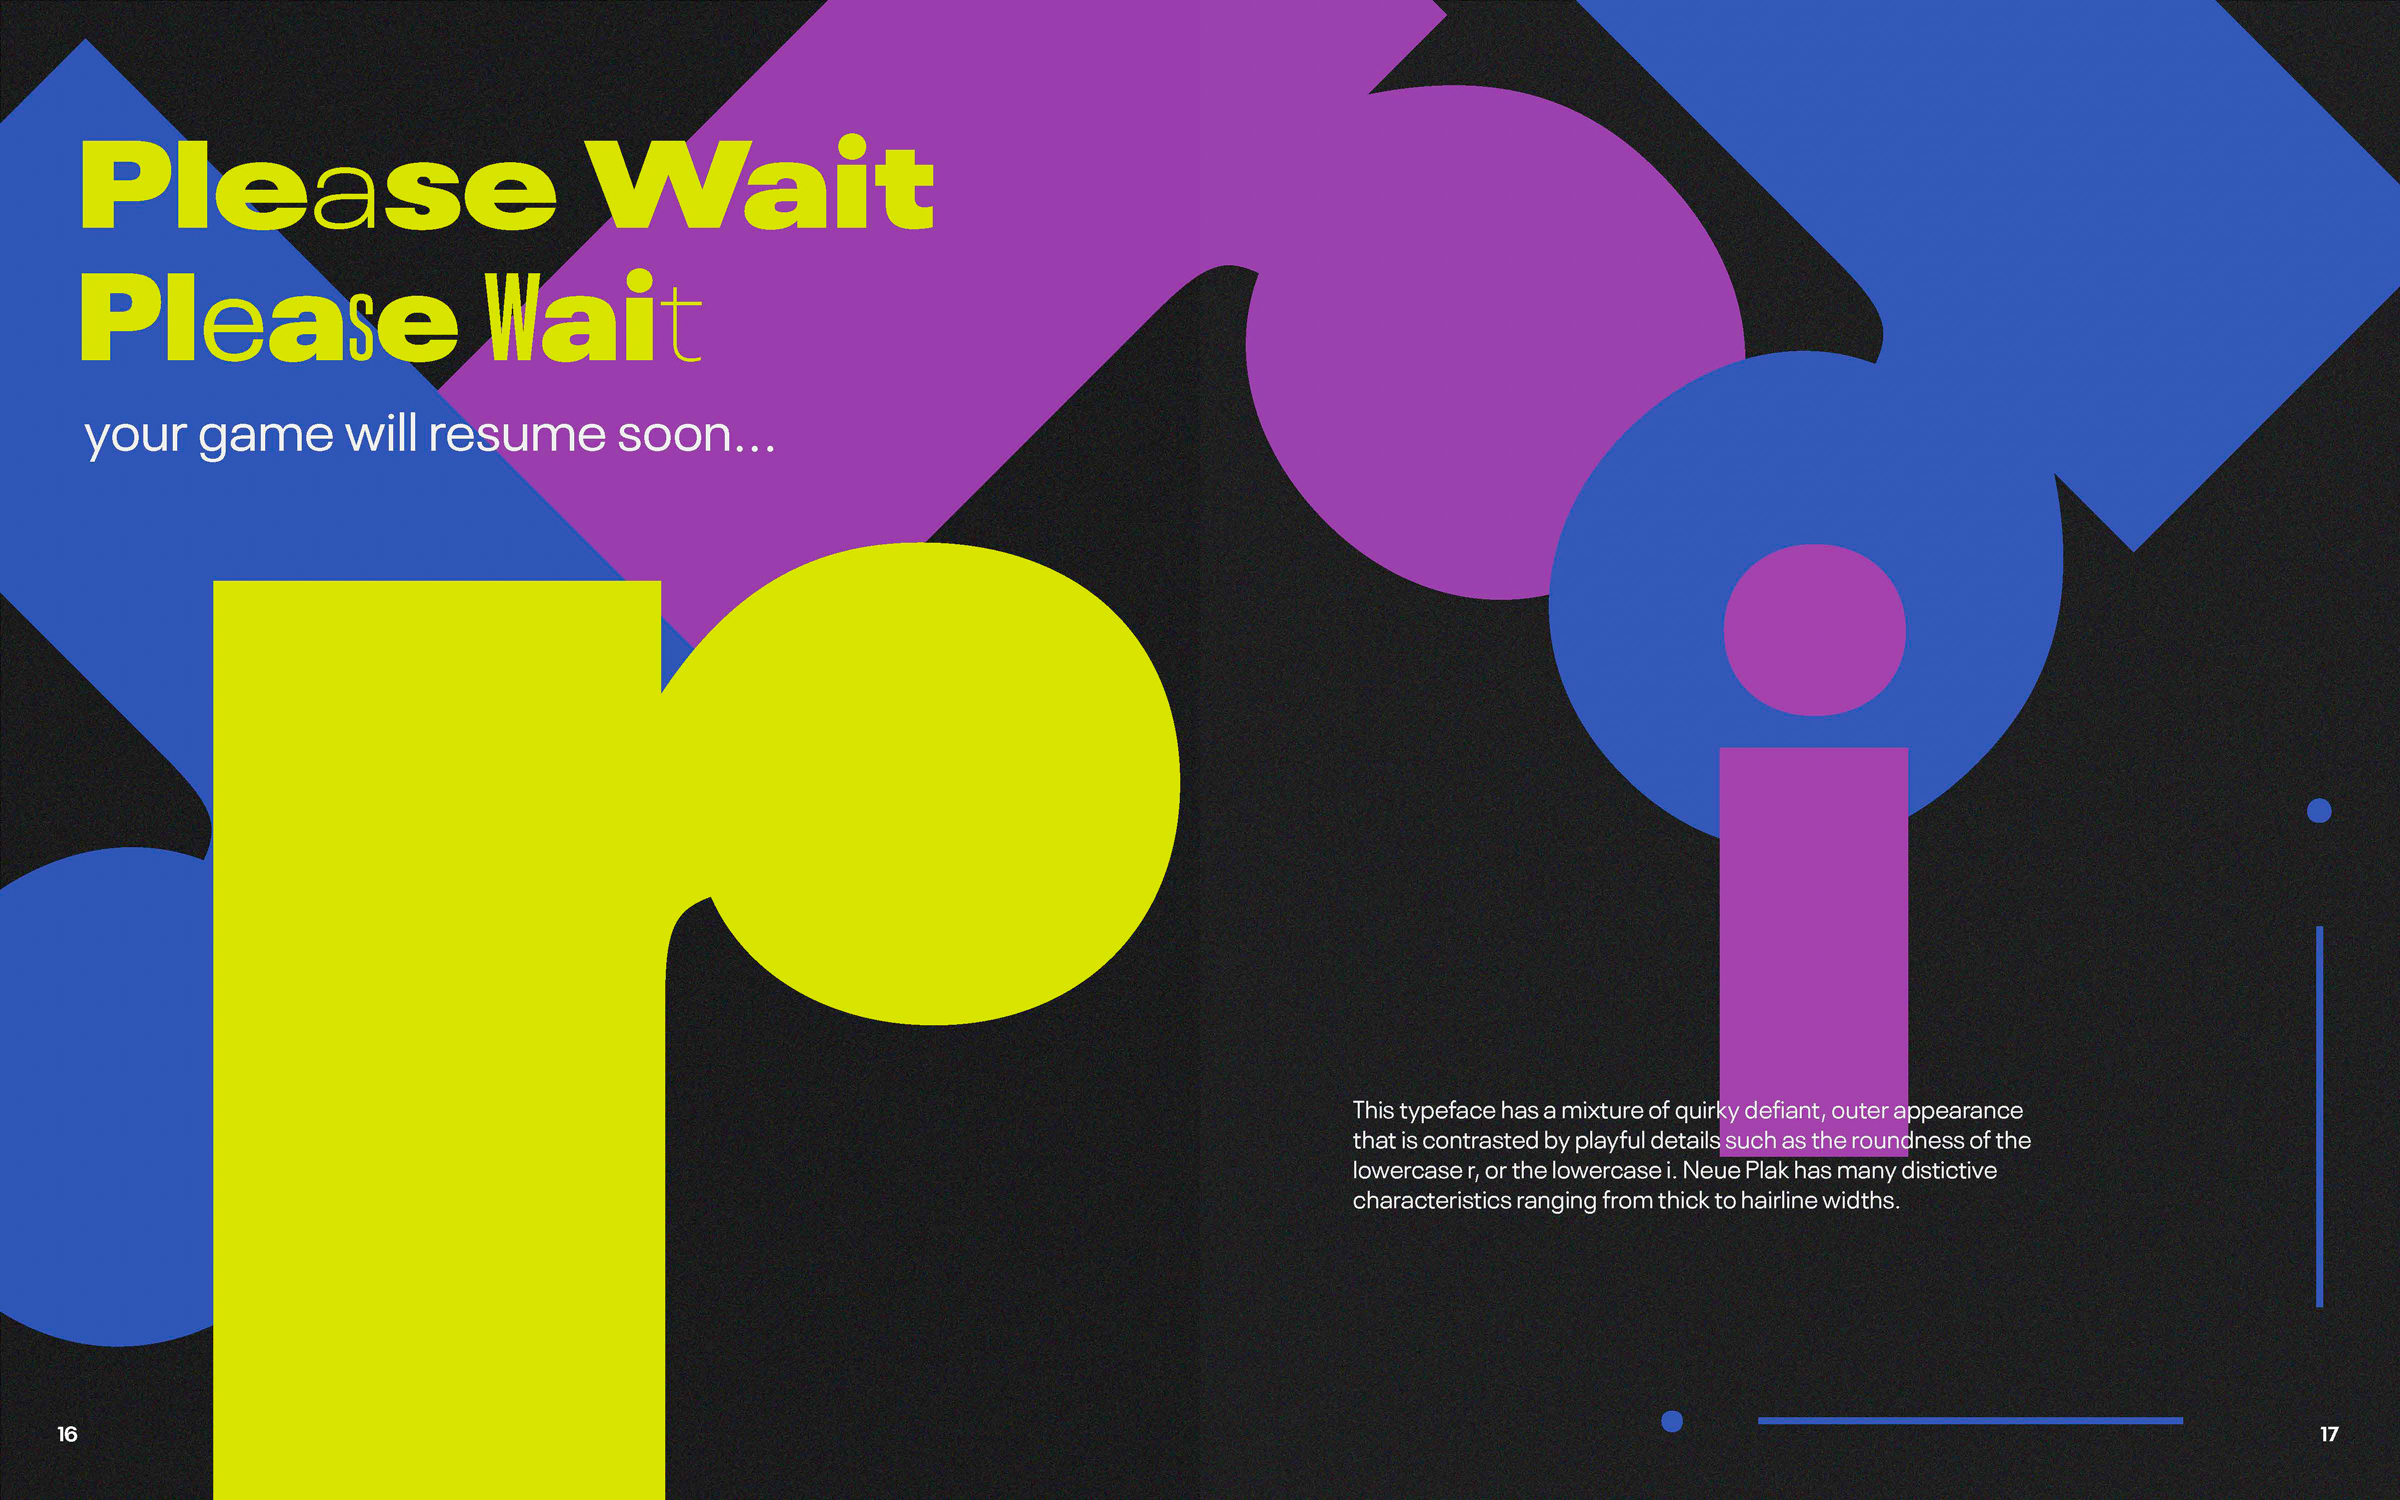 Please Wait
Please Wait
your game will resume soon...
r
i
This typeface has a mixture of quirky defiant, outer appearance
that is contrasted by playful details such as the roundness of the
lowercase r, or the lowercase i. Neue Plak has many distictive
characteristics ranging from thick to hairline widths.
16
17